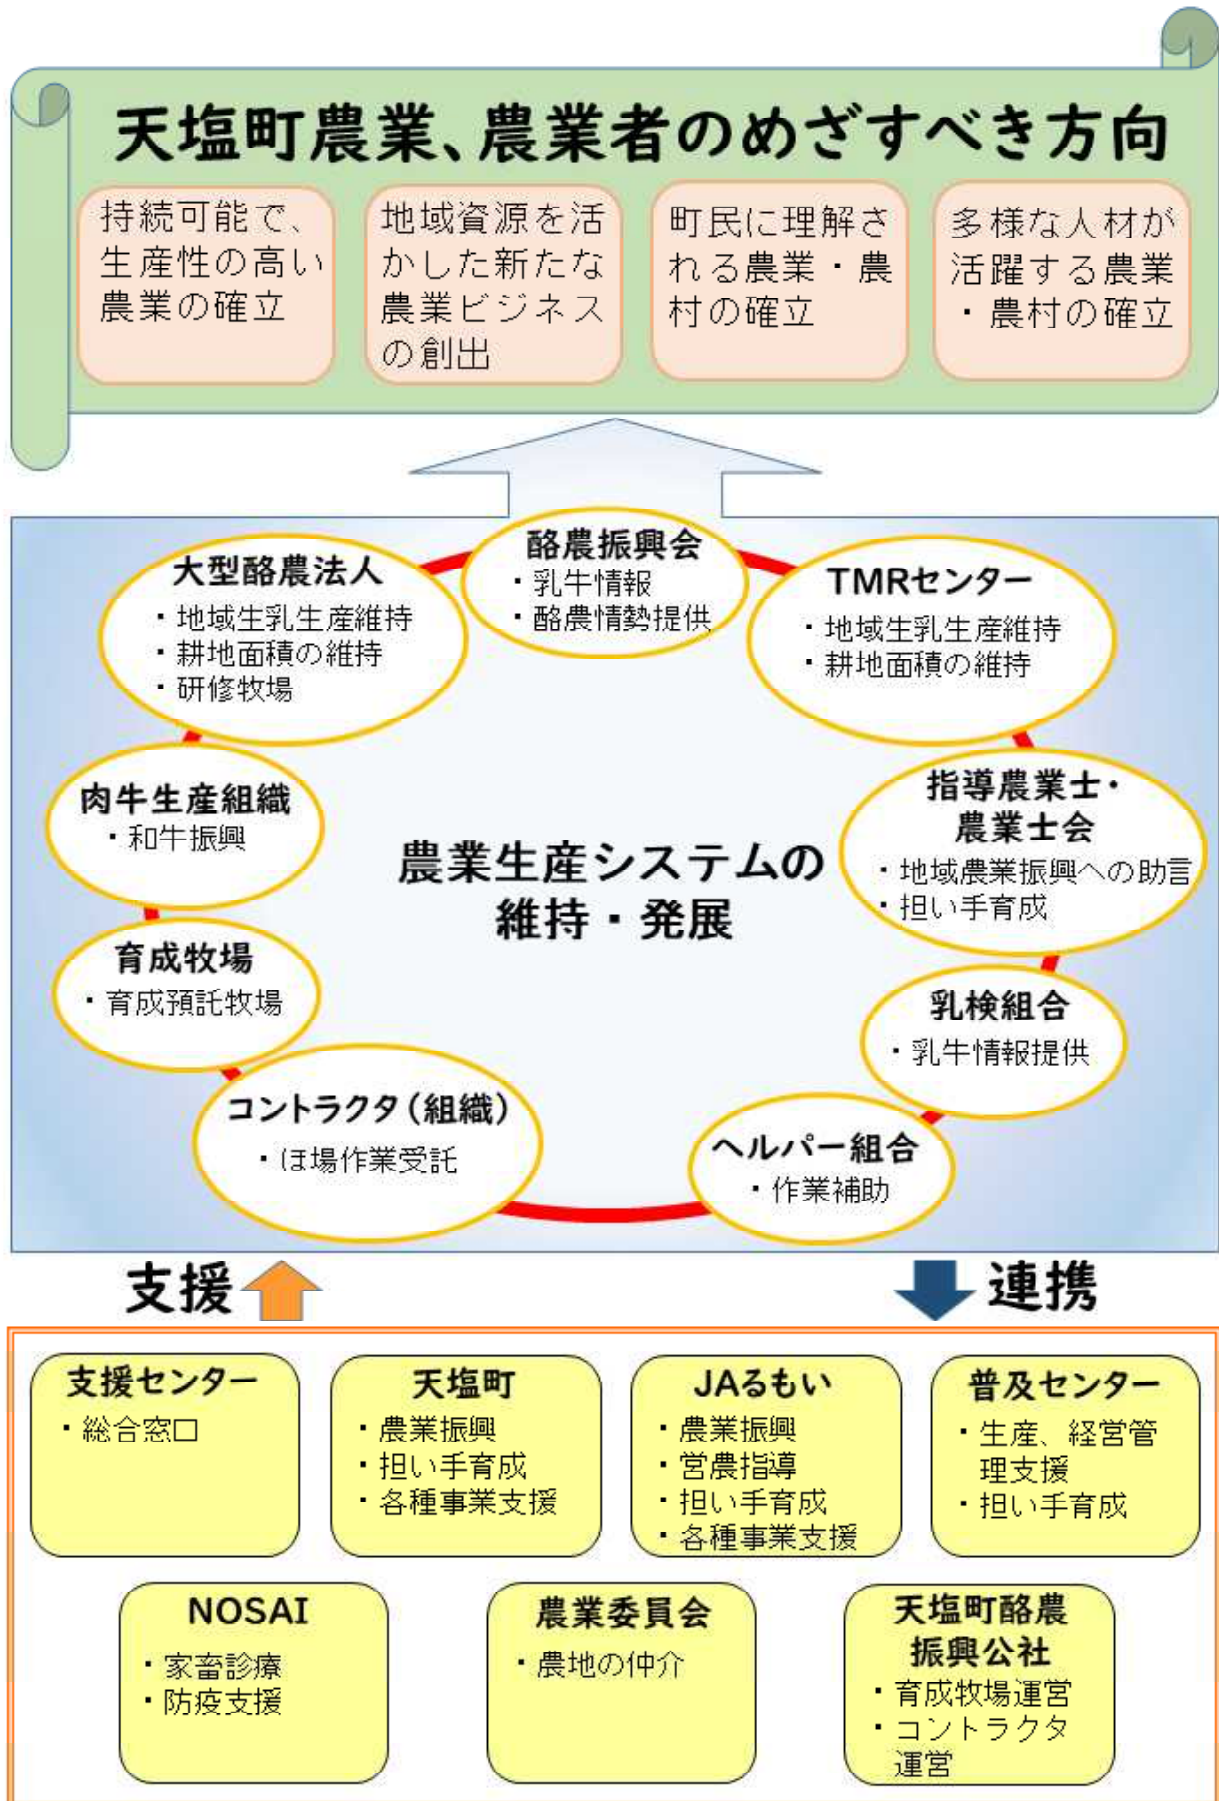 天塩町農業、農業者のめざすべき方向
持続可能で、
生産性の高い
農業の確立
地域資源を活
かした新たな
農業ビジネス
の創出
町民に理解さ
れる農業・農
村の確立
多様な人材が
活躍する農業
・農村の確立
酪農振興会
・乳牛情報
・酪農情勢提供
大型酪農法人
・地域生乳生産維持
・耕地面積の維持
・研修牧場
TMRセンター
・地域生乳生産維持
・耕地面積の維持
肉牛生産組織
・和牛振興
指導農業士・
農業士会
・地域農業振興への助言
・担い手育成
農業生産システムの
維持・発展
育成牧場
・育成預託牧場
乳検組合
・乳牛情報提供
コントラクタ(組織)
・ほ場作業受託
ヘルパー組合
・作業補助
支援
連携
支援センター
・総合窓口
天塩町
・農業振興
・担い手育成
・各種事業支援
JAるもい
・農業振興
・営農指導
・担い手育成
・各種事業支援
普及センター
・生産、経営管
理支援
・担い手育成
NOSAI
・家畜診療
・防疫支援
農業委員会
・農地の仲介
天塩町酪農
振興公社
・育成牧場運営
・コントラクタ
運営